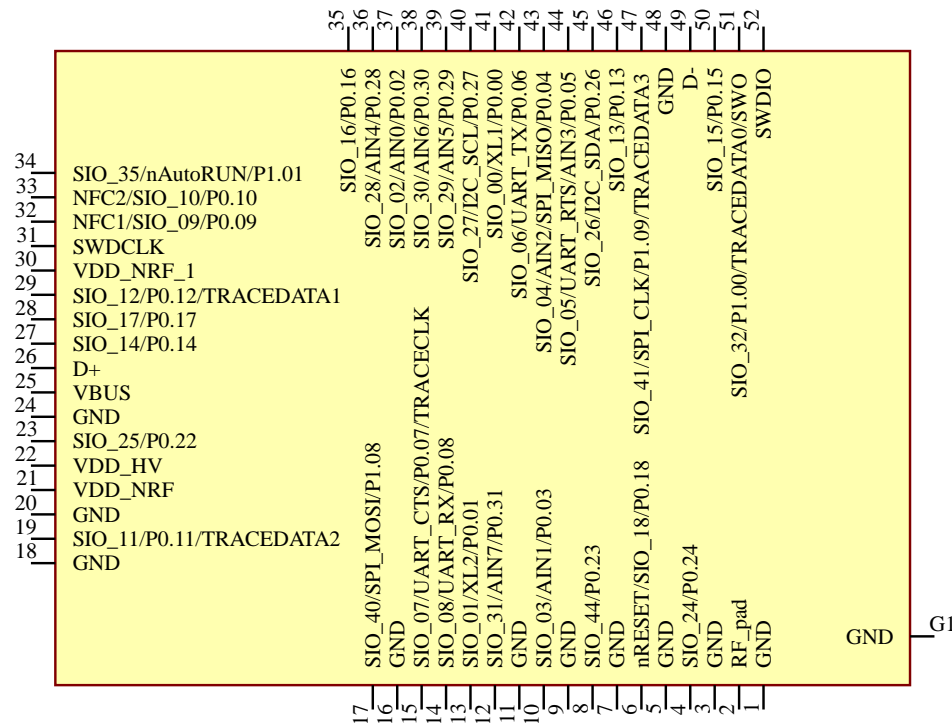 35
36
37
38
39
40
41
42
43
44
45
46
47
48
49
50
51
52
SIO_16/P0.16
SIO_28/AIN4/P0.28
SIO_02/AIN0/P0.02
SIO_30/AIN6/P0.30
SIO_29/AIN5/P0.29
SIO_27/I2C_SCL/P0.27
SIO_00/XL1/P0.00
SIO_06/UART_TX/P0.06
SIO_04/AIN2/SPI_MISO/P0.04
SIO_05/UART_RTS/AIN3/P0.05
SIO_26/I2C_SDA/P0.26
SIO_13/P0.13
SIO_41/SPI_CLK/P1.09/TRACEDATA3
GND
D-
SIO_15/P0.15
SIO_32/P1.00/TRACEDATA0/SWO
SWDIO
34 SIO_35/nAutoRUN/P1.01
33 NFC2/SIO_10/P0.10
32 NFC1/SIO_09/P0.09
31 SWDCLK
30 VDD_NRF_1
29 SIO_12/P0.12/TRACEDATA1
28 SIO_17/P0.17
27 SIO_14/P0.14
26 D+
25 VBUS
24 GND
23 SIO_25/P0.22
22 VDD_HV
21 VDD_NRF
20 GND
19 SIO_11/P0.11/TRACEDATA2
18 GND
SIO_40/SPI_MOSI/P1.08
GND
SIO_07/UART_CTS/P0.07/TRACECLK
SIO_08/UART_RX/P0.08
SIO_01/XL2/P0.01
SIO_31/AIN7/P0.31
GND
SIO_03/AIN1/P0.03
GND
SIO_44/P0.23
GND
nRESET/SIO_18/P0.18
GND
SIO_24/P0.24
GND
RF_pad
GND
GND G1
17
16
15
14
13
12
11
10
9
8
7
6
5
4
3
2
1